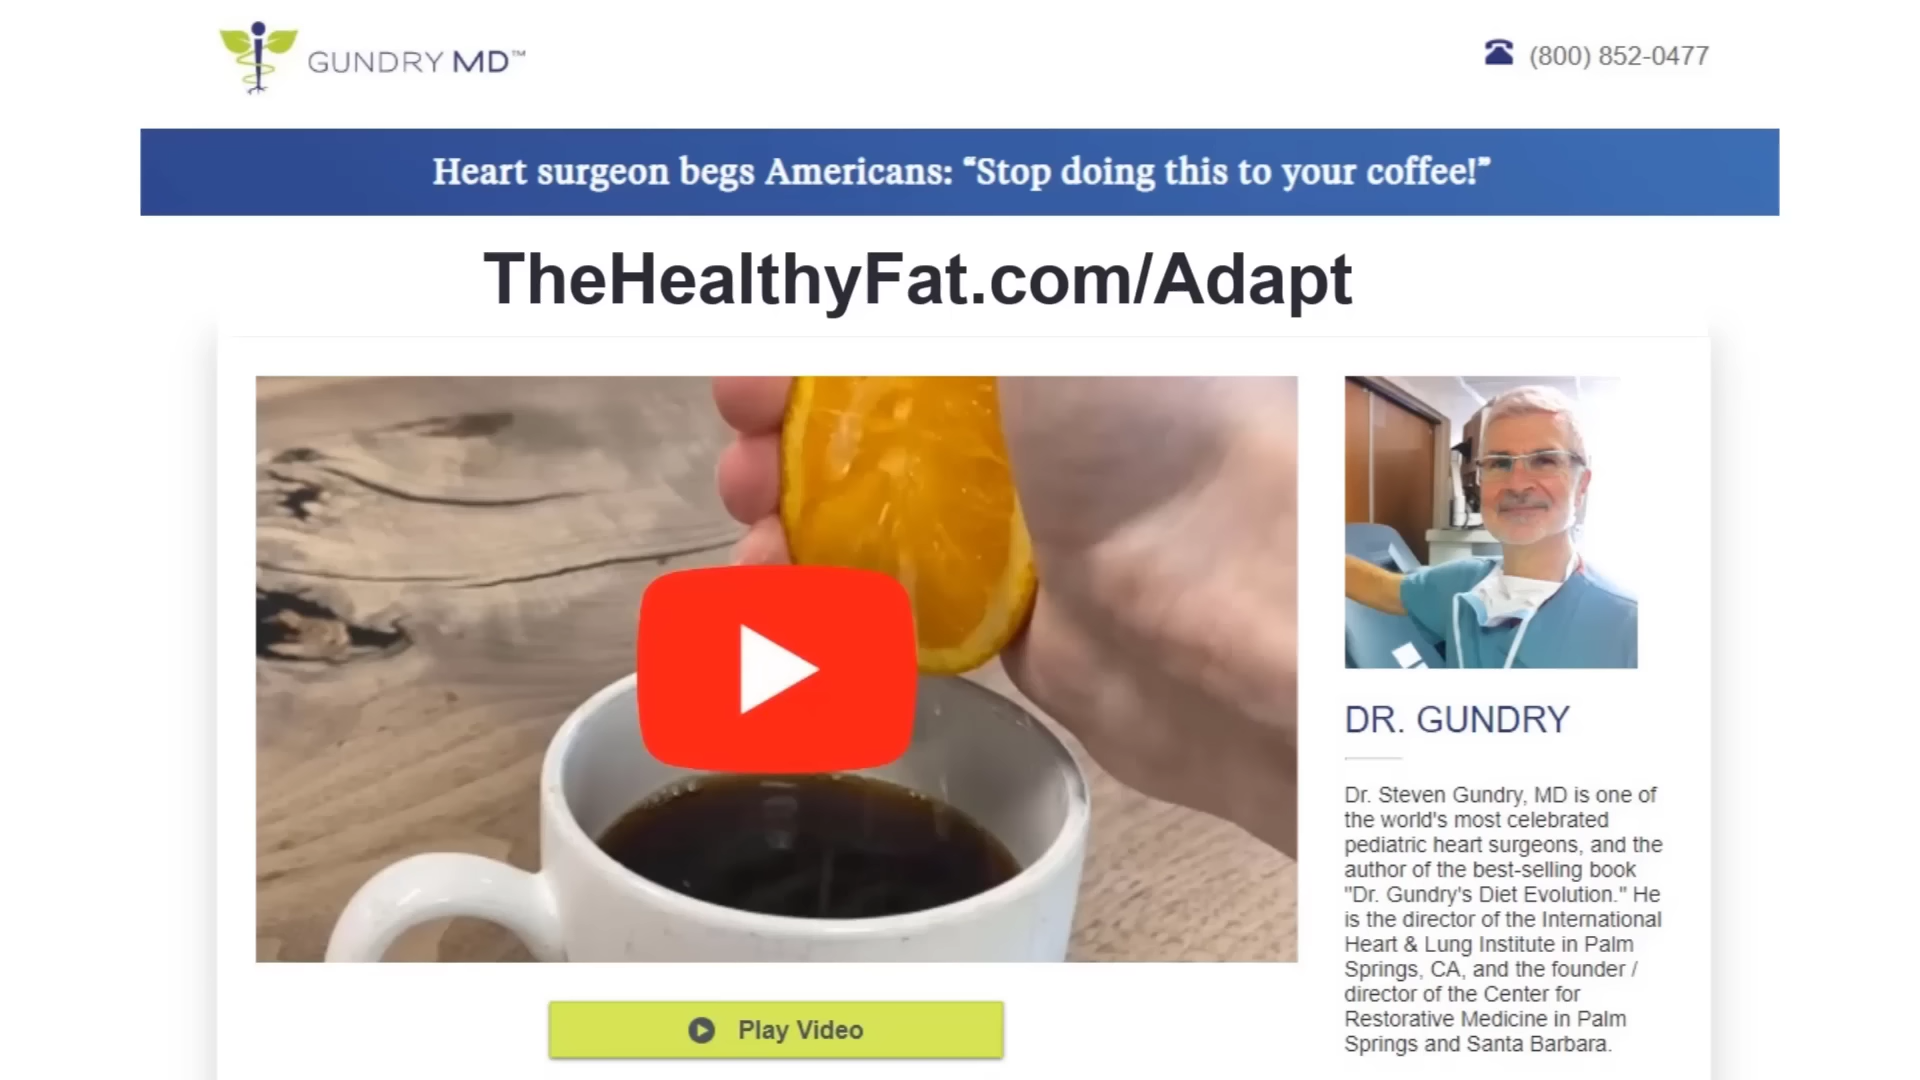 GUNDRY MD™
(800) 852-0477
Heart surgeon begs Americans: “Stop doing this to your coffee!”
TheHealthyFat.com/Adapt
DR. GUNDRY
Dr. Steven Gundry, MD is one of
the world's most celebrated
pediatric heart surgeons, and the
author of the best-selling book
"Dr. Gundry's Diet Evolution." He
is the director of the International
Heart & Lung Institute in Palm
Springs, CA, and the founder /
director of the Center for
Restorative Medicine in Palm
Springs and Santa Barbara.
Play Video